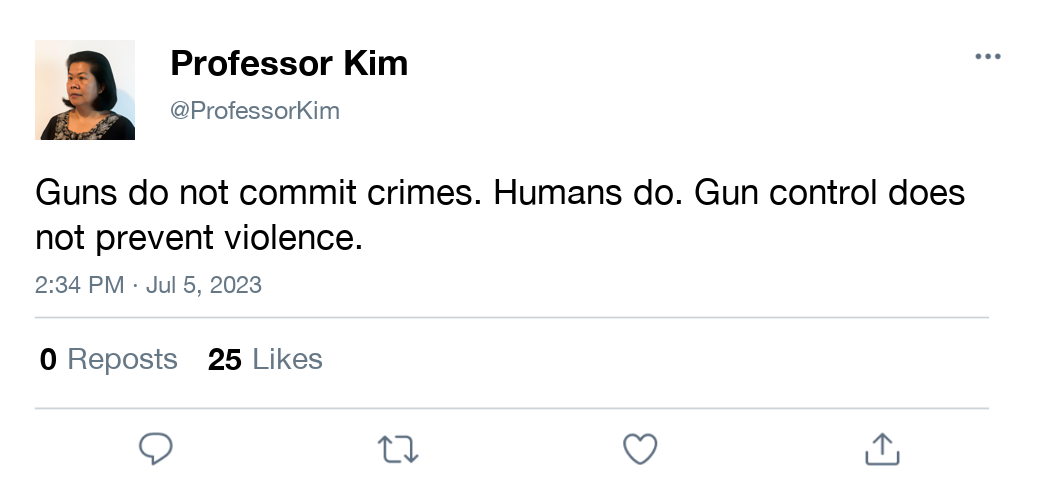 Professor Kim
@ProfessorKim
Guns do not commit crimes. Humans do. Gun control does
not prevent violence.
2:34 PM · Jul 5, 2023
0 Reposts 25 Likes